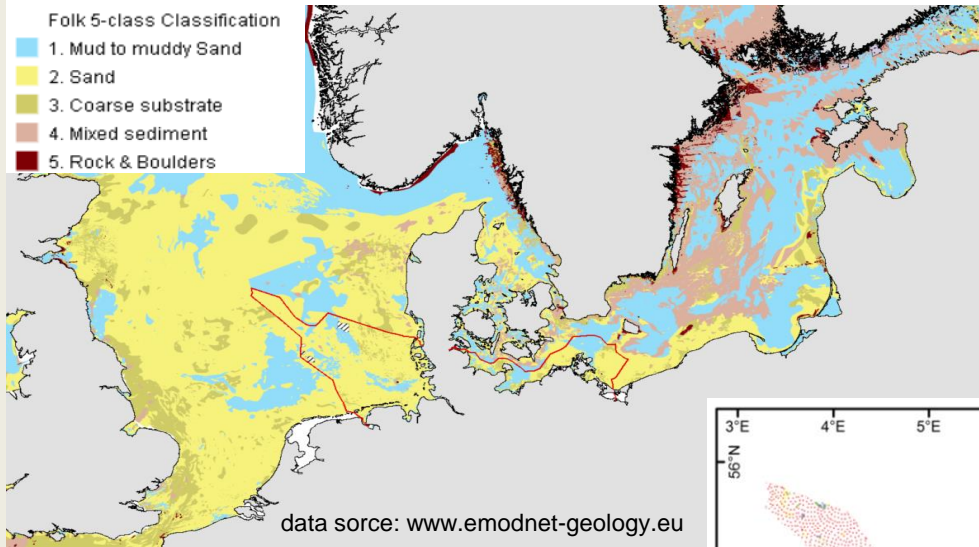 Folk 5-class Classification
1. Mud to muddy Sand
2. Sand
3. Coarse substrate
4. Mixed sediment
5. Rock & Boulders
data sorce: www.emodnet-geology.eu
3°E 4°E 5°E
56°N